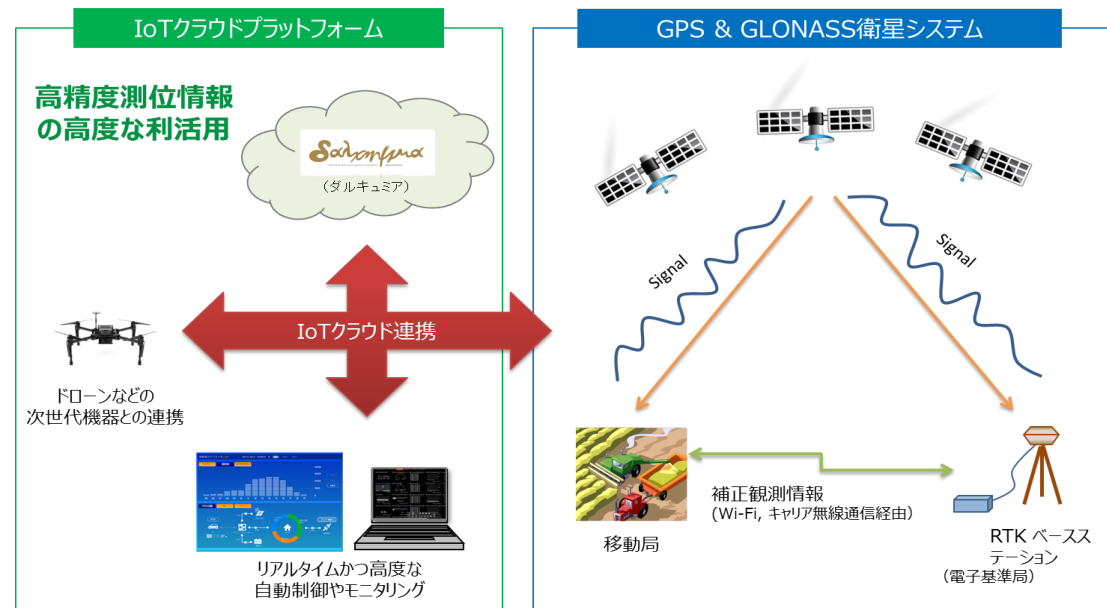 IoTクラウドプラットフォーム
高精度測位情報
の高度な利活用
(ダルキュミア)
IoTクラウド連携
ドローンなどの
次世代機器との連携
リアルタイムかつ高度な
自動制御やモニタリング
GPS & GLONASS衛星システム
Signal
Signal
補正観測情報
(Wi-Fi, キャリア無線通信経由)
移動局
RTK ベースス
テーション
(電子基準局)